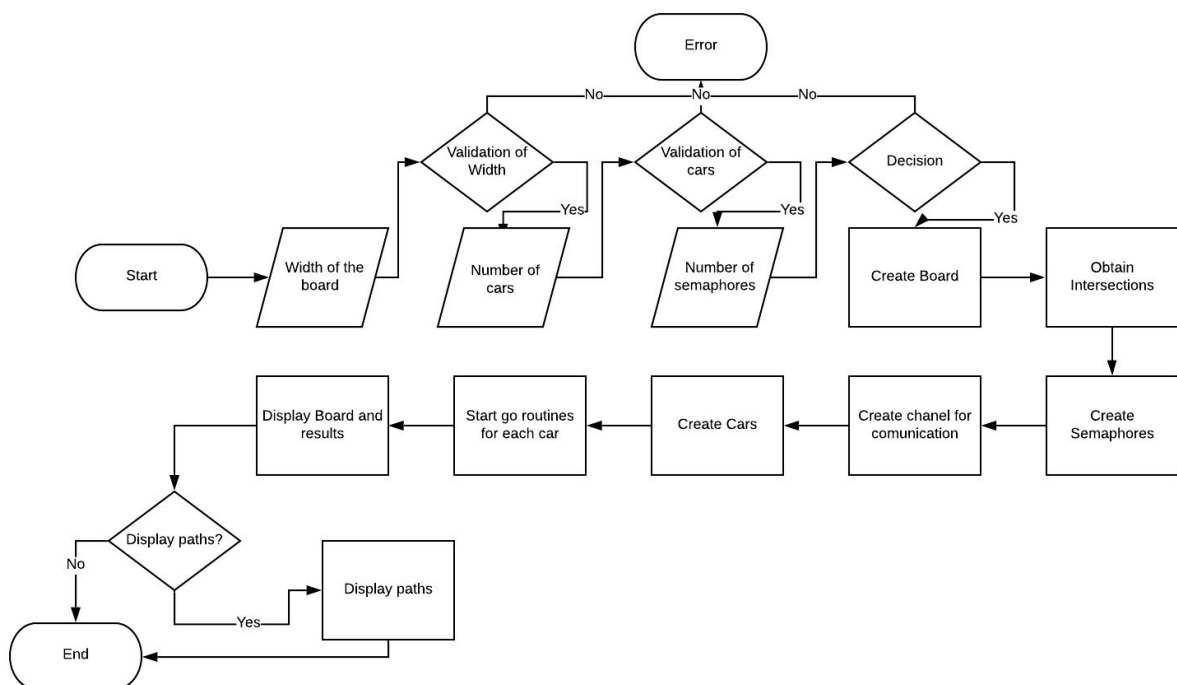 Error
No
No
No
Validation of
Width
Validation of
cars
Decision
Yes
Yes
Yes
Start
Width of the
board
Number of
cars
Number of
semaphores
Create Board
Obtain
Intersections
Display Board and
results
Start go routines
for each car
Create Cars
Create chanel for
comunication
Create
Semaphores
Display paths?
No
Yes
Display paths
End